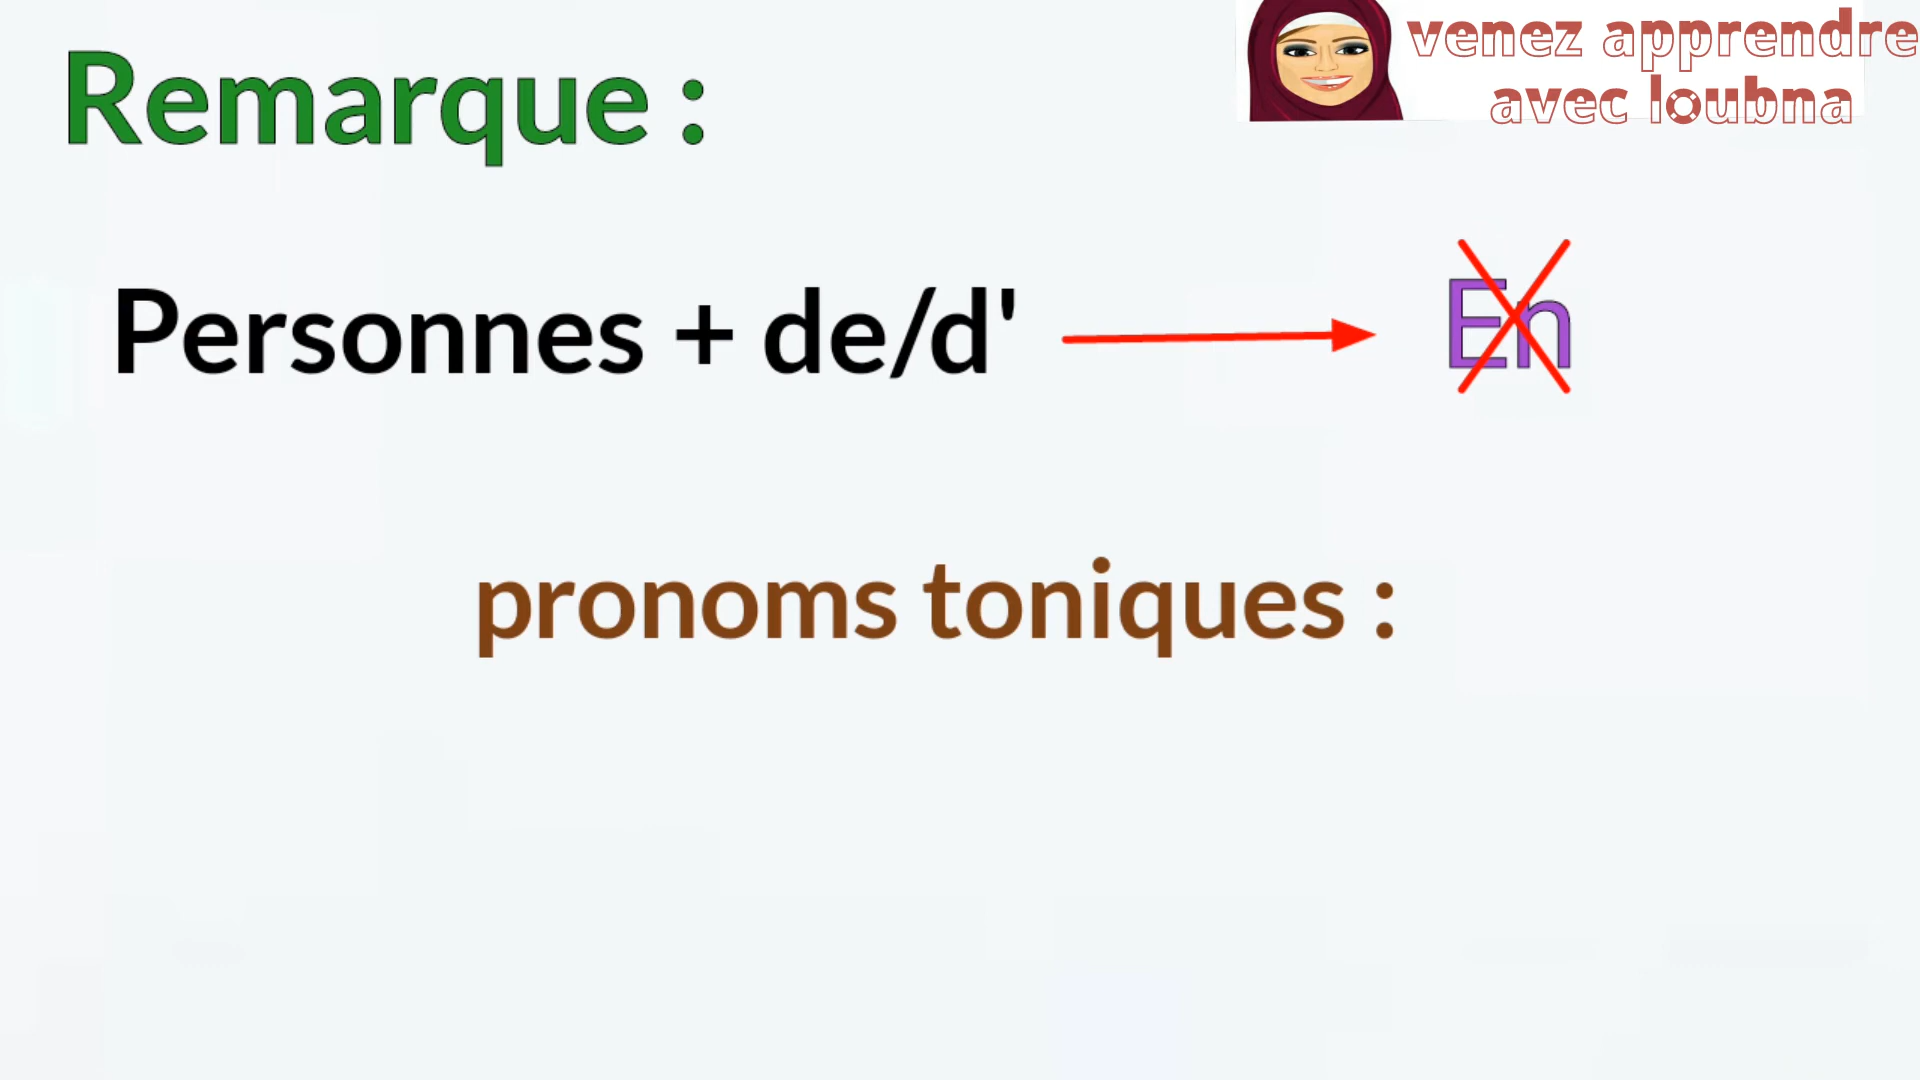 venez apprendre
avec loubna
Remarque :
Personnes + de/d' En
pronoms toniques :